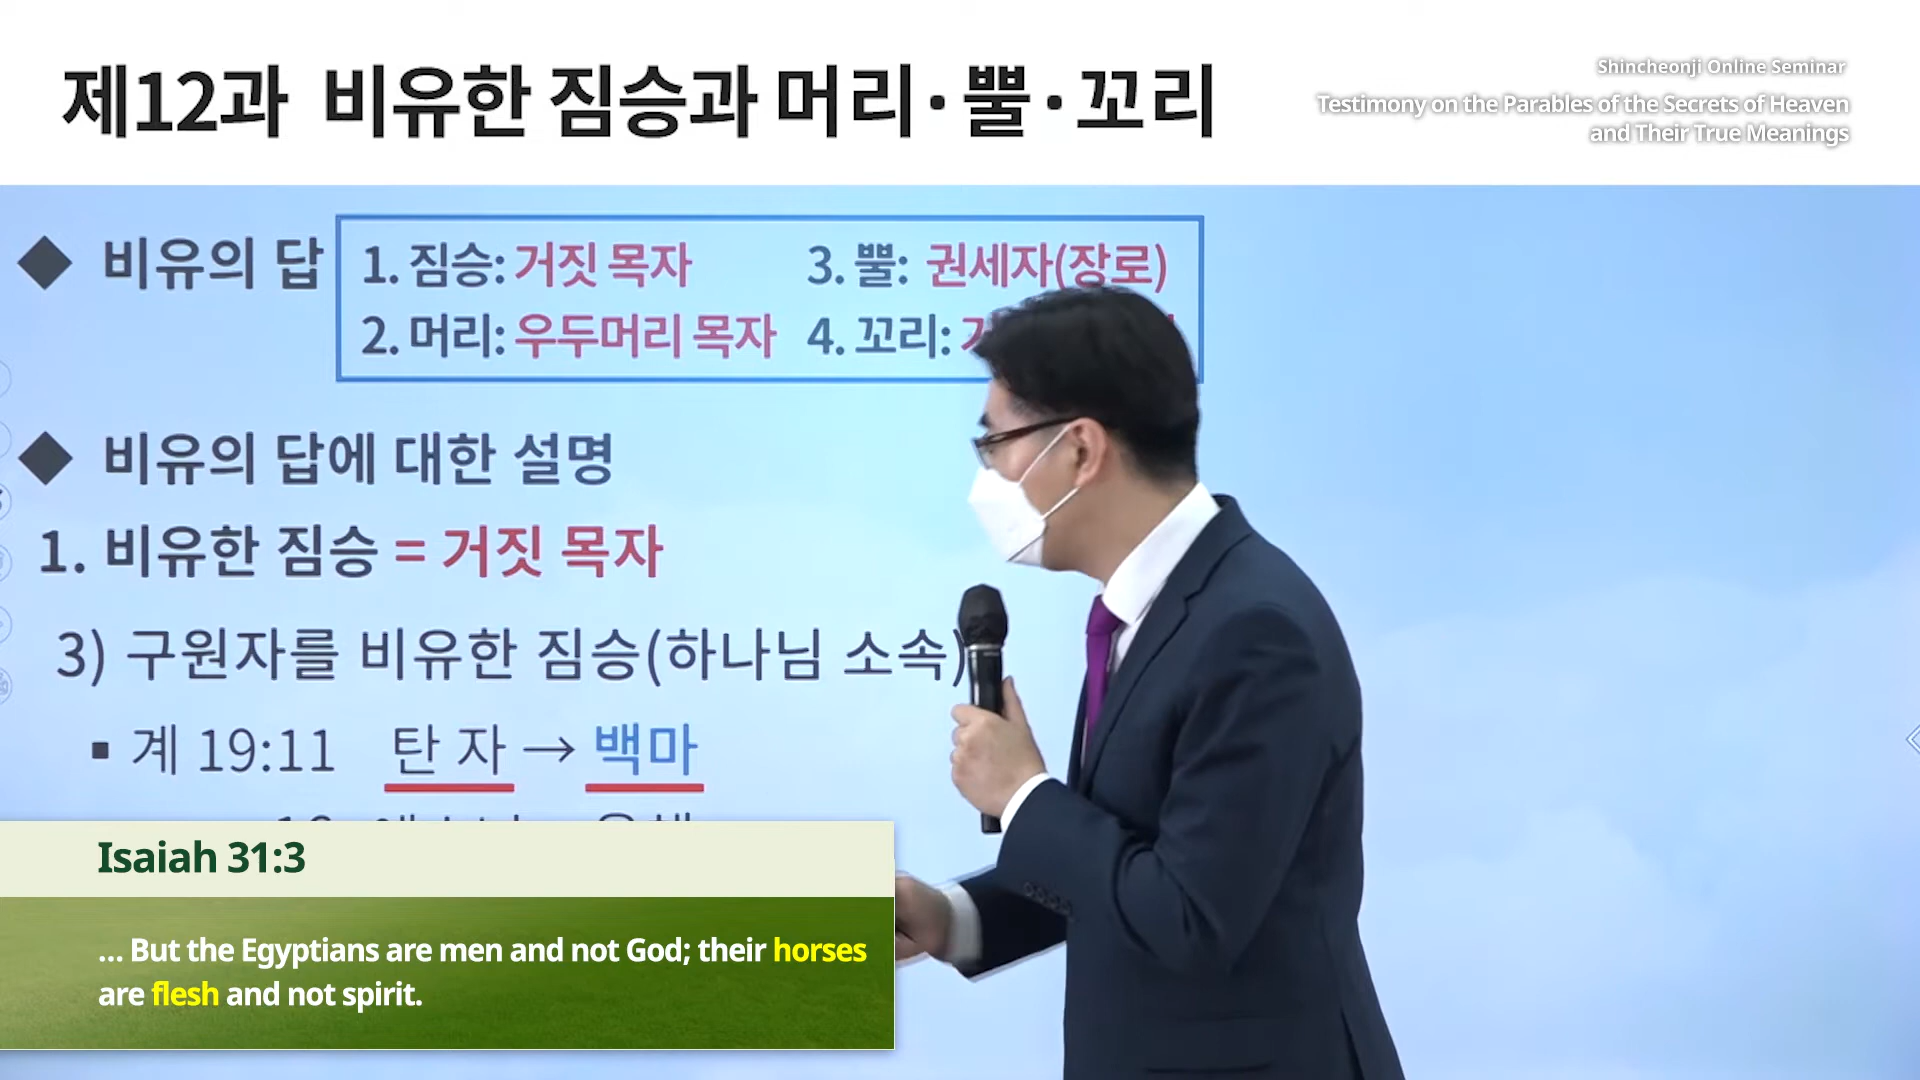 제12과 비유한 짐승과 머리·뿔·꼬리
Shincheonji Online Seminar
Testimony on the Parables of the Secrets of Heaven
and Their True Meanings
◆ 비유의 답
1. 짐승: 거짓 목자
3. 뿔: 권세자(장로)
2. 머리: 우두머리 목자
4. 꼬리:
◆ 비유의 답에 대한 설명
1. 비유한 짐승 = 거짓 목자
3) 구원자를 비유한 짐승(하나님 소속)
▪ 계 19:11 탄 자 → 백마
Isaiah 31:3
... But the Egyptians are men and not God; their horses
are flesh and not spirit.